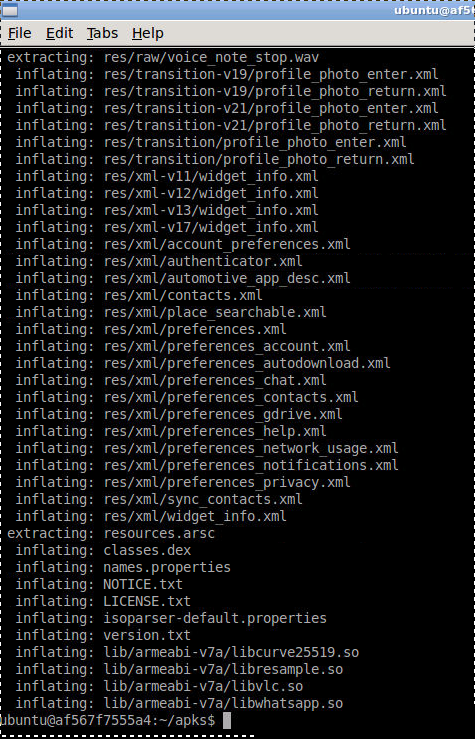 ubuntu@af5
File Edit Tabs Help
extracting: res/raw/voice_note_stop.wav
inflating: res/transition-v19/profile_photo_enter.xml
inflating: res/transition-v19/profile_photo_return.xml
inflating: res/transition-v21/profile_photo_enter.xml
inflating: res/transition-v21/profile_photo_return.xml
inflating: res/transition/profile_photo_enter.xml
inflating: res/transition/profile_photo_return.xml
inflating: res/xml-v11/widget_info.xml
inflating: res/xml-v12/widget_info.xml
inflating: res/xml-v13/widget_info.xml
inflating: res/xml-v17/widget_info.xml
inflating: res/xml/account_preferences.xml
inflating: res/xml/authenticator.xml
inflating: res/xml/automotive_app_desc.xml
inflating: res/xml/contacts.xml
inflating: res/xml/place_searchable.xml
inflating: res/xml/preferences.xml
inflating: res/xml/preferences_account.xml
inflating: res/xml/preferences_autodownload.xml
inflating: res/xml/preferences_chat.xml
inflating: res/xml/preferences_contacts.xml
inflating: res/xml/preferences_gdrive.xml
inflating: res/xml/preferences_help.xml
inflating: res/xml/preferences_network_usage.xml
inflating: res/xml/preferences_notifications.xml
inflating: res/xml/preferences_privacy.xml
inflating: res/xml/sync_contacts.xml
inflating: res/xml/widget_info.xml
extracting: resources.arsc
inflating: classes.dex
inflating: names.properties
inflating: NOTICE.txt
inflating: LICENSE.txt
inflating: isoparser-default.properties
inflating: version.txt
inflating: lib/armeabi-v7a/libcurve25519.so
inflating: lib/armeabi-v7a/libresample.so
inflating: lib/armeabi-v7a/libvlc.so
inflating: lib/armeabi-v7a/libwhatsapp.so
ubuntu@af567f7555a4:~/apks$